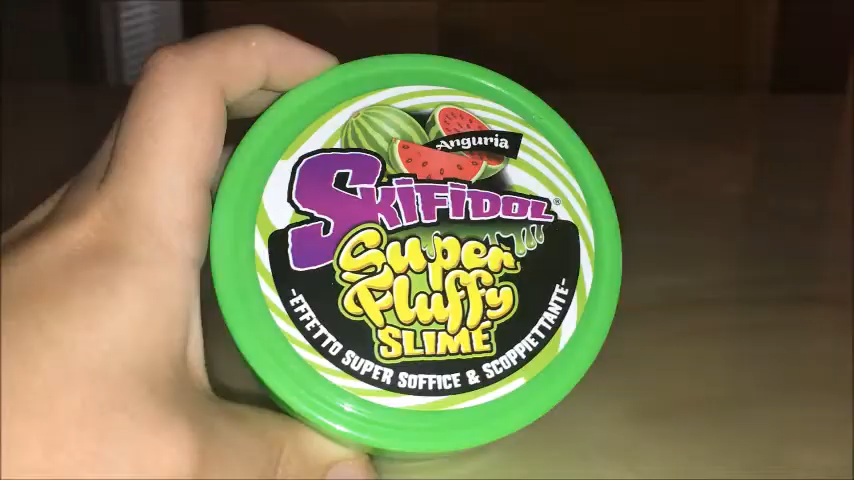 Anguria
SKIFIDOL®
Super
Fluffy
SLIME
-EFFETTO SUPER SOFFICE & SCOPPIETTANTE-